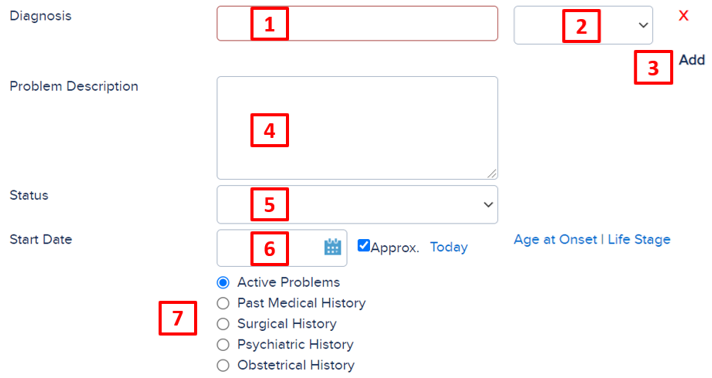 Diagnosis 1 2 X
3 Add
Problem Description
4
Status 5
Start Date 6 Approx. Today Age at Onset | Life Stage
Active Problems
Past Medical History
7 Surgical History
Psychiatric History
Obstetrical History